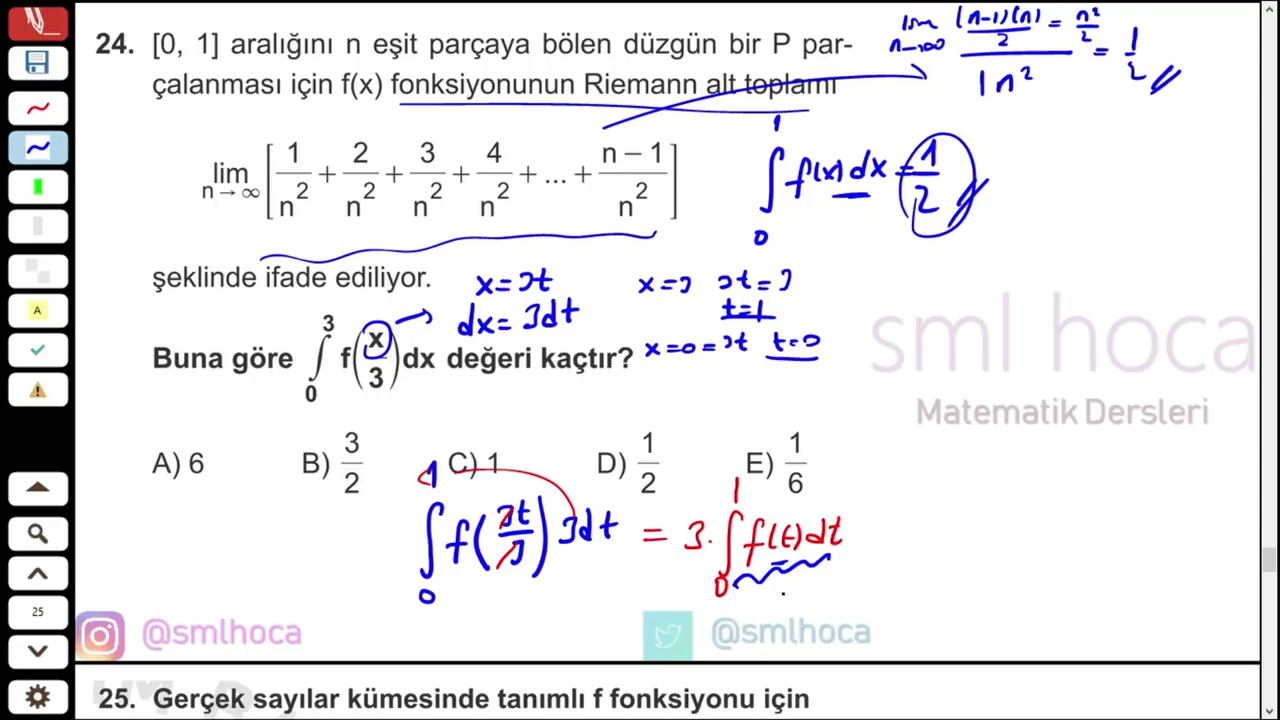 24. [0, 1] aralığını n eşit parçaya bölen düzgün bir P par-
çalanması için f(x) fonksiyonunun Riemann alt toplamı
lim n→∞ (n-1)(n)/2 = n²/2 / 1n² = 1/2
lim n→∞ [1/n² + 2/n² + 3/n² + 4/n² + ... + n – 1/n²]
∫₀¹ f(x) dx = 1/2
şeklinde ifade ediliyor.
x = 3t
dx = 3dt
x = 3 3t = 3
t = 1
x = 0 = 3t t = 0
Buna göre ∫₀³ f(x/3)dx değeri kaçtır?
sml hoca
Matematik Dersleri
A) 6 B) 3/2 C) 1 D) 1/2 E) 1/6
∫₀¹ f(3t/3) 3dt = 3. ∫₀¹ f(t)dt
25
@smlhoca @smlhoca
25. Gerçek sayılar kümesinde tanımlı f fonksiyonu için